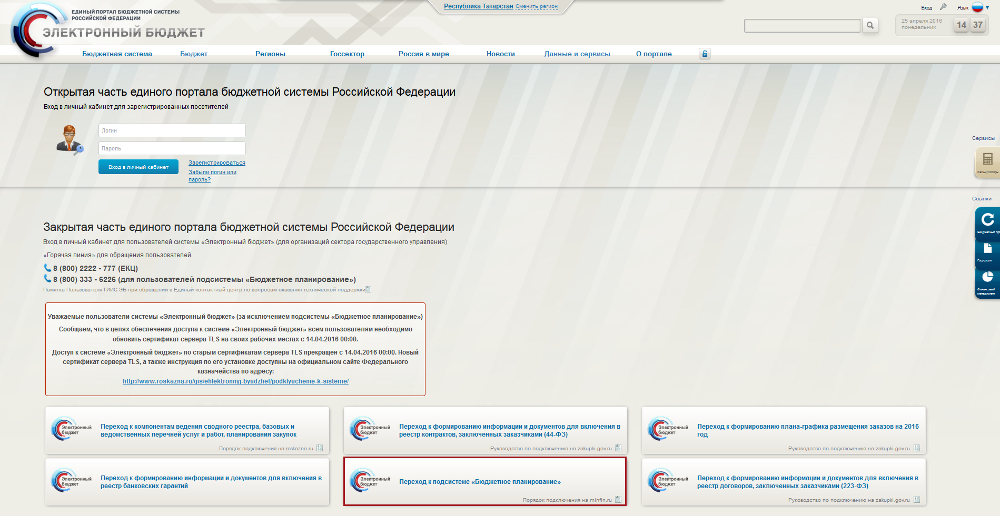 Республика Татарстан Сменить регион
ЕДИНЫЙ ПОРТАЛ БЮДЖЕТНОЙ СИСТЕМЫ
РОССИЙСКОЙ ФЕДЕРАЦИИ
ЭЛЕКТРОННЫЙ БЮДЖЕТ
Вход Язык
25 апреля 2016
понедельник
14 37
Бюджетная система Бюджет Регионы Госсектор Россия в мире Новости Данные и сервисы О портале
Открытая часть единого портала бюджетной системы Российской Федерации
Вход в личный кабинет для зарегистрированных посетителей
Логин
Пароль
Вход в личный кабинет
Зарегистрироваться
Забыли логин или
пароль?
Сервисы
Калькуляторы
Ссылки
Бюджетный про
Госуслуги
Финансовый
менеджмент
Закрытая часть единого портала бюджетной системы Российской Федерации
Вход в личный кабинет для пользователей системы «Электронный бюджет» (для организаций сектора государственного управления)
«Горячая линия» для обращения пользователей
8 (800) 2222 - 777 (ЕКЦ)
8 (800) 333 - 6226 (для пользователей подсистемы «Бюджетное планирование»)
Памятка Пользователя ГИИС ЭБ при обращении в Единый контактный центр по вопросам оказания технической поддержки
Уважаемые пользователи системы «Электронный бюджет» (за исключением подсистемы «Бюджетное планирование»)
Сообщаем, что в целях обеспечения доступа к системе «Электронный бюджет» всем пользователям необходимо
обновить сертификат сервера TLS на своих рабочих местах с 14.04.2016 00:00.
Доступ к системе «Электронный бюджет» по старым сертификатам сервера TLS прекращен с 14.04.2016 00:00. Новый
сертификат сервера TLS, а также инструкция по его установке доступны на официальном сайте Федерального
казначейства по адресу:
http://www.roskazna.ru/gis/ehlektronnyj-byudzhet/podklyuchenie-k-sisteme/
Электронный
бюджет
Переход к компонентам ведения сводного реестра, базовых и
ведомственных перечней услуг и работ, планирования закупок
Порядок подключения на roskazna.ru
Электронный
бюджет
Переход к формированию информации и документов для включения в
реестр контрактов, заключенных заказчиками (44-ФЗ)
Руководство по подключению на zakupki.gov.ru
Электронный
бюджет
Переход к формированию плана-графика размещения заказов на 2016
год
Руководство по подключению на zakupki.gov.ru
Электронный
бюджет
Переход к формированию информации и документов для включения в
реестр банковских гарантий
Электронный
бюджет
Переход к подсистеме «Бюджетное планирование»
Порядок подключения на minfin.ru
Электронный
бюджет
Переход к формированию информации и документов для включения в
реестр договоров, заключенных заказчиками (223-ФЗ)
Руководство по подключению на zakupki.gov.ru